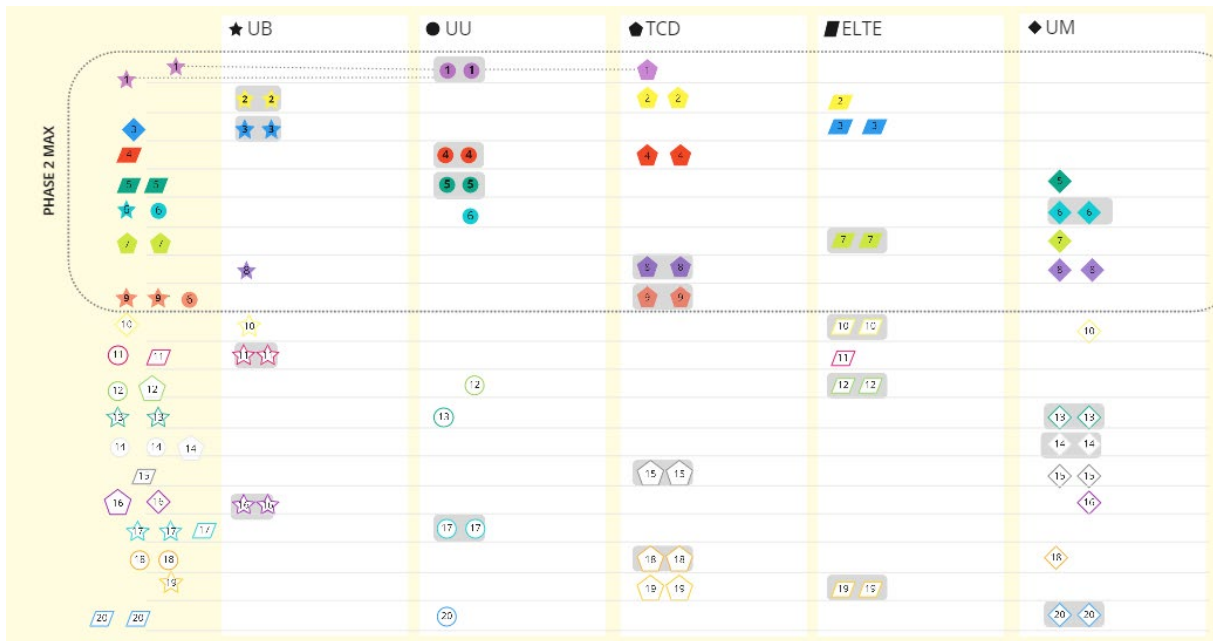 UB UU TCD ELTE UM
PHASE 2 MAX
1 1 1 1 1
2 2 2 2 2
3 3 3 3 3
4 4 4 4 4
5 5 5 5 5
6 6 6 6 6
7 7 7 7 7
8 8 8 8 8
9 9 6 9 9
10 10 10 10 10
11 11 11 11 11
12 12 12 12 12
13 13 13 13 13
14 14 14 14 14
15 15 15 15 15
16 16 16 16 16
17 17 17 17 17
18 18 18 18 18
19 19 19 19 19
20 20 20 20 20